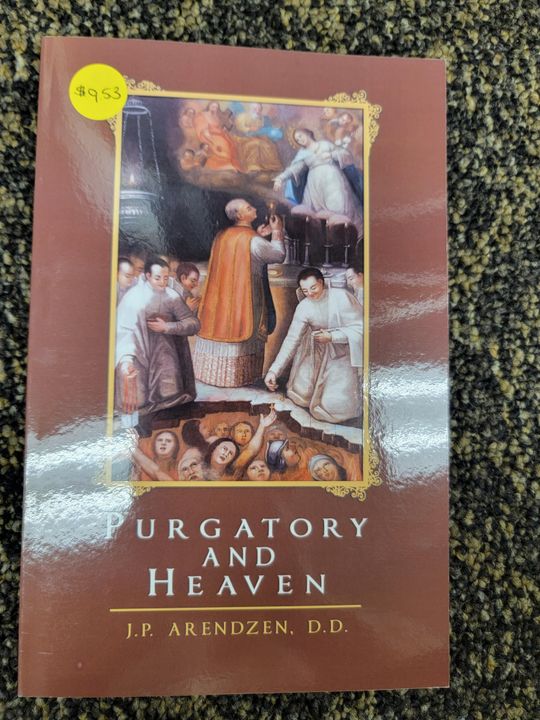 $9.53
PURGATORY
AND
HEAVEN
J.P. ARENDZEN, D.D.